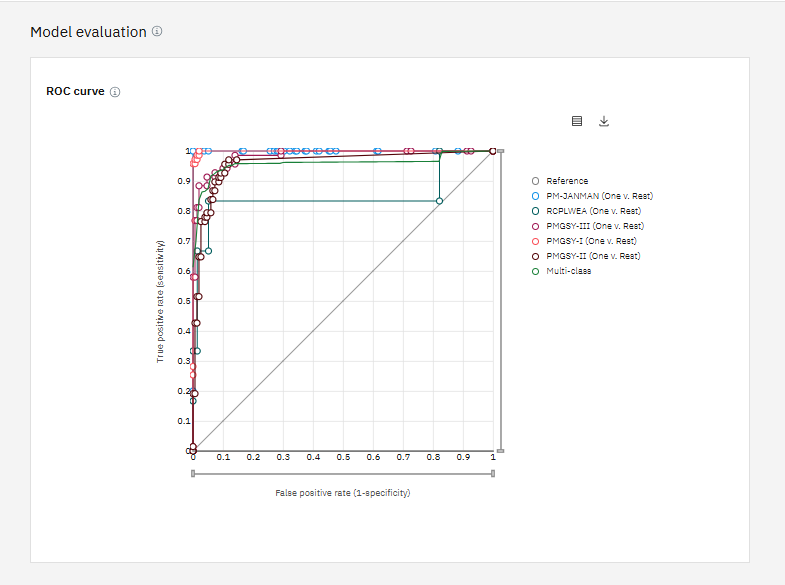 Model evaluation
ROC curve
Reference
PM-JANMAN (One v. Rest)
RCPLWEA (One v. Rest)
PMGSY-III (One v. Rest)
PMGSY-I (One v. Rest)
PMGSY-II (One v. Rest)
Multi-class
True positive rate (sensitivity)
1
0.9
0.8
0.7
0.6
0.5
0.4
0.3
0.2
0.1
0
0 0.1 0.2 0.3 0.4 0.5 0.6 0.7 0.8 0.9 1
False positive rate (1-specificity)